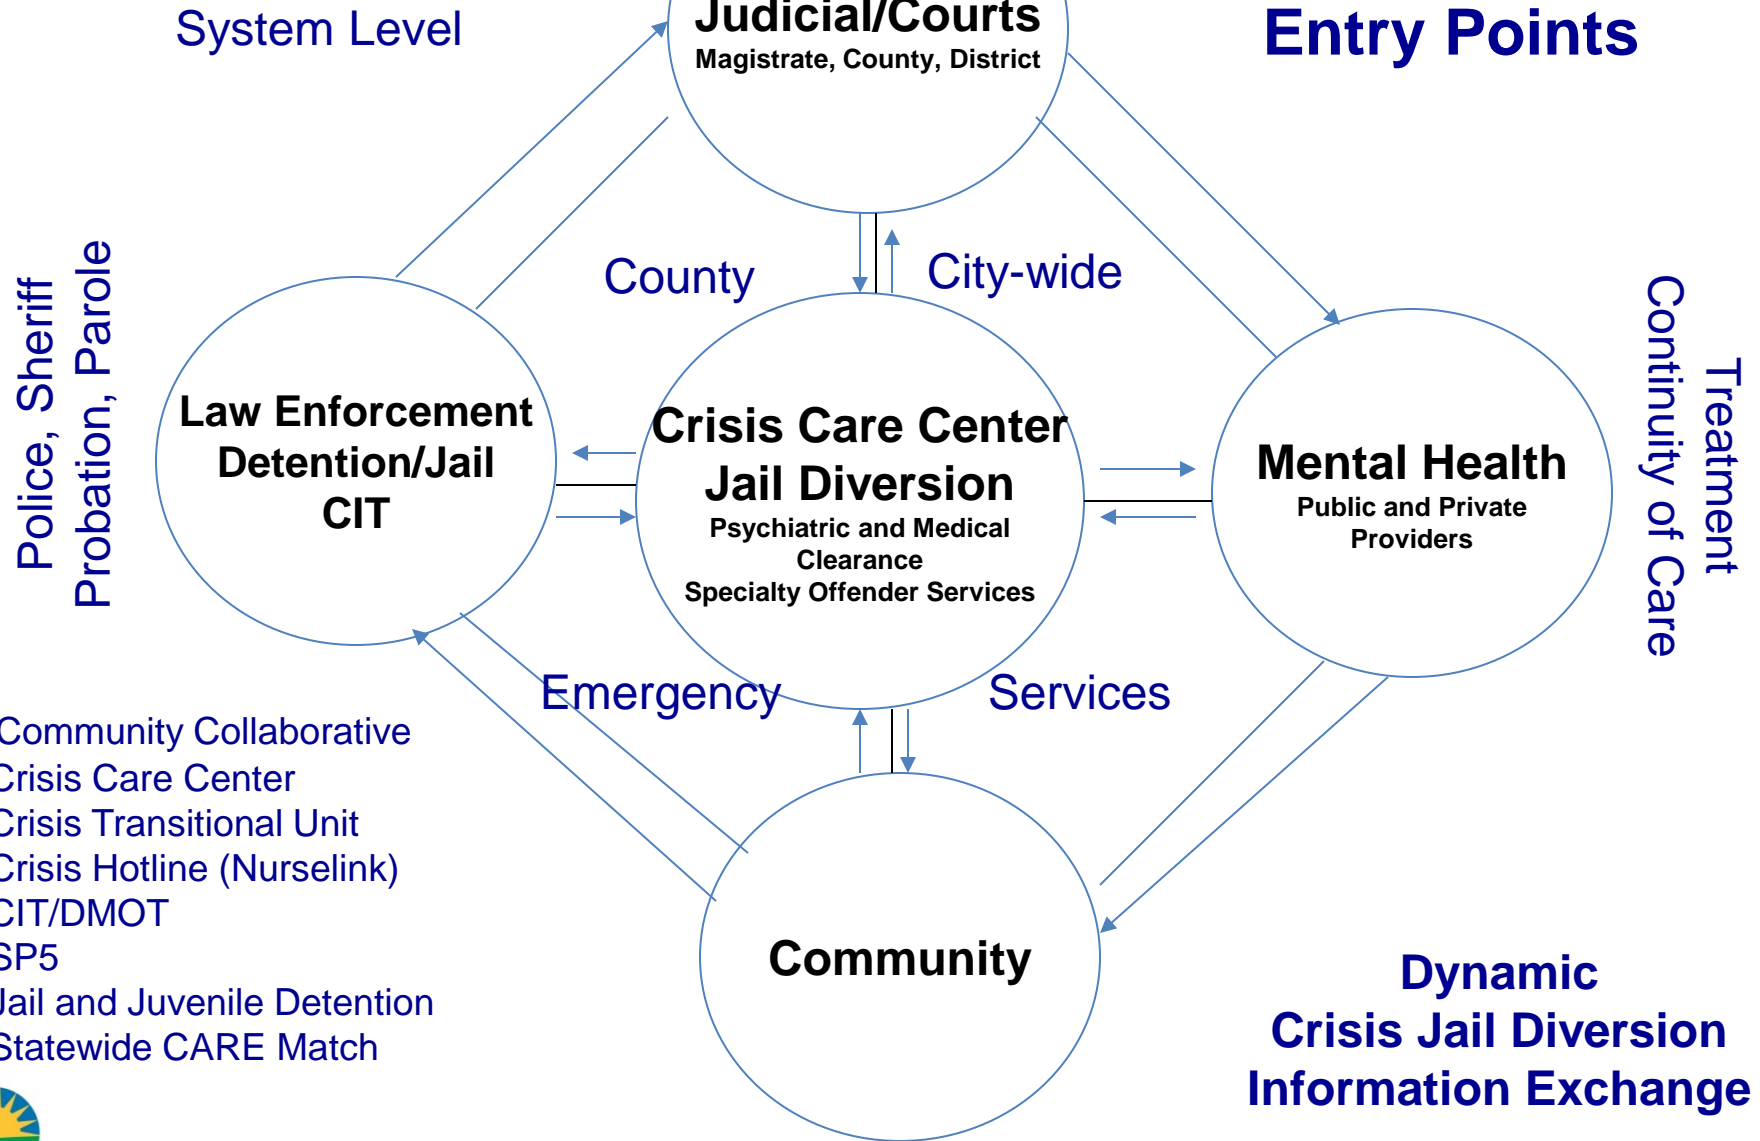 System Level
Judicial/Courts
Magistrate, County, District
Entry Points
County
City-wide
Police, Sheriff
Probation, Parole
Law Enforcement
Detention/Jail
CIT
Crisis Care Center
Jail Diversion
Psychiatric and Medical
Clearance
Specialty Offender Services
Mental Health
Public and Private
Providers
Treatment
Continuity of Care
Emergency
Services
Community Collaborative
Crisis Care Center
Crisis Transitional Unit
Crisis Hotline (Nurselink)
CIT/DMOT
SP5
Jail and Juvenile Detention
Statewide CARE Match
Community
Dynamic
Crisis Jail Diversion
Information Exchange